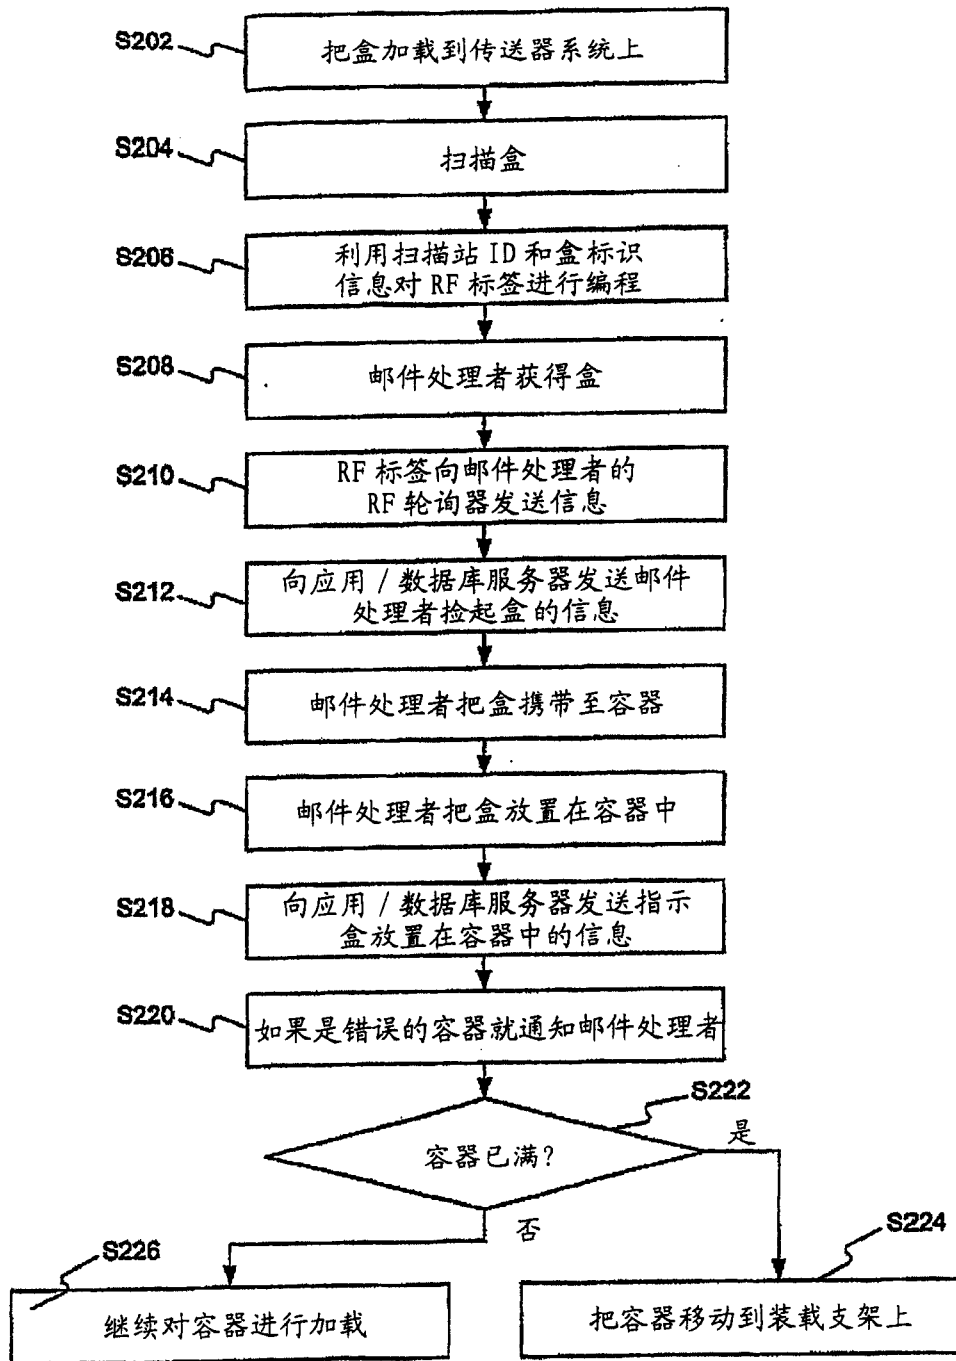 S202
把盒加载到传送器系统上
S204
扫描盒
S206
利用扫描站 ID 和盒标识
信息对 RF 标签进行编程
S208
邮件处理者获得盒
S210
RF 标签向邮件处理者的
RF 轮询器发送信息
S212
向应用 / 数据库服务器发送邮件
处理者捡起盒的信息
S214
邮件处理者把盒携带至容器
S216
邮件处理者把盒放置在容器中
S218
向应用 / 数据库服务器发送指示
盒放置在容器中的信息
S220
如果是错误的容器就通知邮件处理者
S222
容器已满?
是
否
S226
继续对容器进行加载
S224
把容器移动到装载支架上